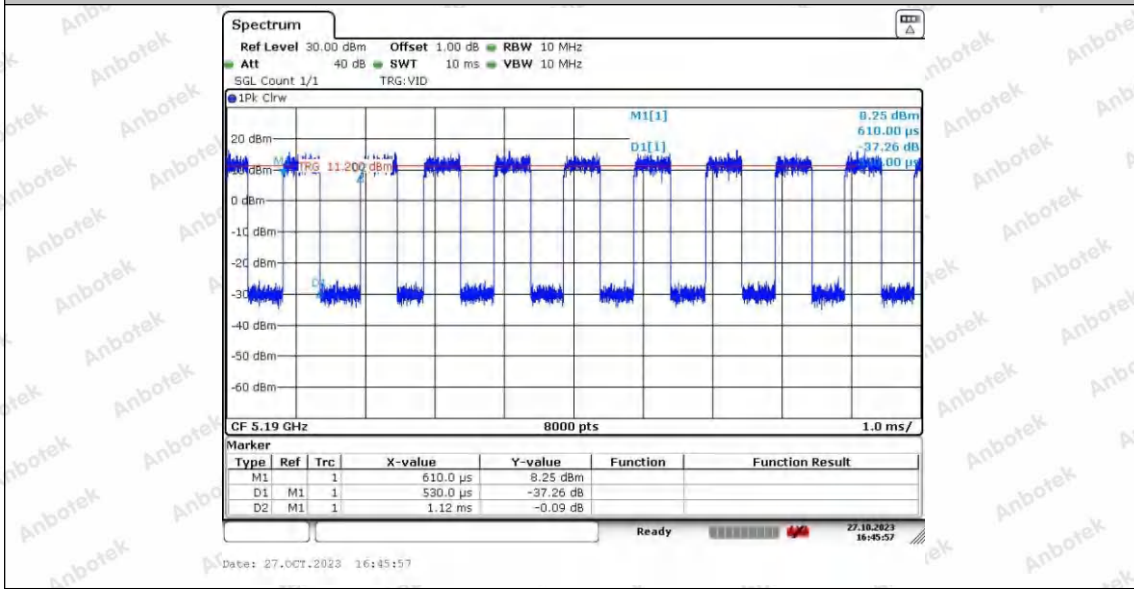 Spectrum
Ref Level 30.00 dBm Offset 1.00 dB RBW 10 MHz
Att 40 dB SWT 10 ms VBW 10 MHz
SGL Count 1/1 TRG:VID
1Pk Clrw
M1[1] 8.25 dBm
610.00 µs
20 dBm
D1[1] -37.26 dB
TRG 11.200 dBm
0 dBm
-10 dBm
-20 dBm
-30
-40 dBm
-50 dBm
-60 dBm
CF 5.19 GHz 8000 pts 1.0 ms/
Marker
Type Ref Trc X-value Y-value Function Function Result
M1 1 610.0 µs 8.25 dBm
D1 M1 1 530.0 µs -37.26 dB
D2 M1 1 1.12 ms -0.09 dB
Ready 27.10.2023
16:45:57
Date: 27.OCT.2023 16:45:57
Anbotek